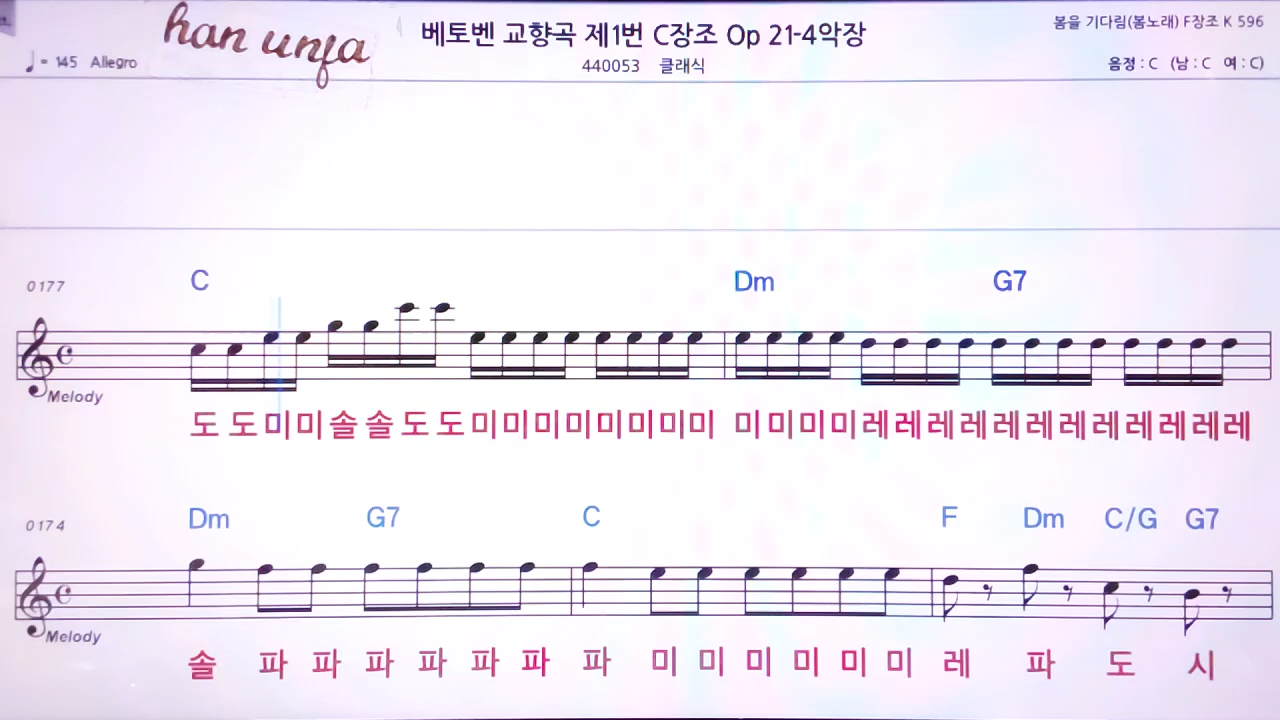 han unja
베토벤 교향곡 제1번 C장조 Op 21-4악장
봄을 기다림(봄노래) F장조 K 596
♩= 145 Allegro
440053 클래식
음정 : C (남 : C 여 : C)
0177
C Dm G7
Melody
도 도 미 미 솔 솔 도 도 미 미 미 미 미 미 미 미 미 미 미 미 레 레 레 레 레 레 레 레 레 레 레 레
0174
Dm G7 C F Dm C/G G7
Melody
솔 파 파 파 파 파 파 파 미 미 미 미 미 미 레 파 도 시